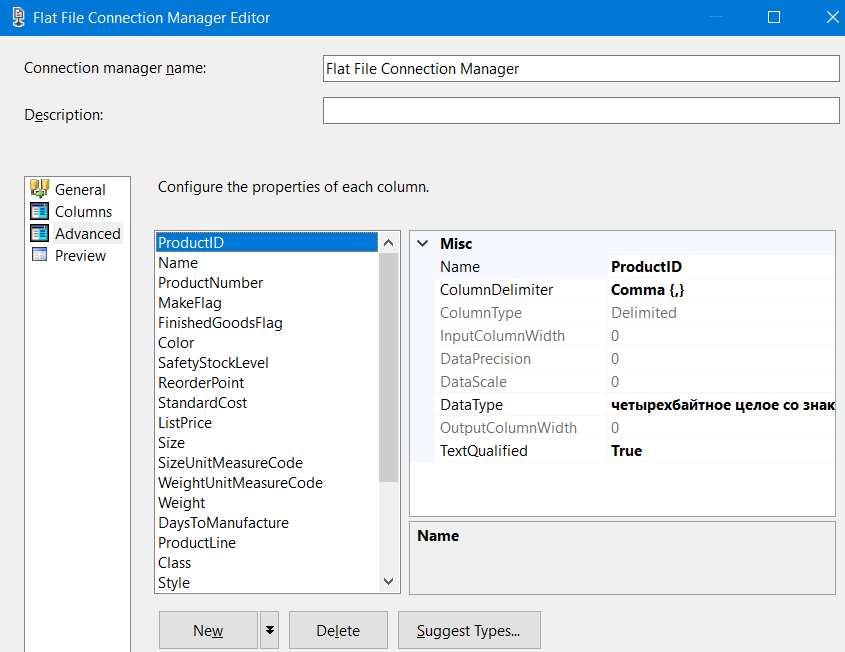 Flat File Connection Manager Editor
Connection manager name:
Flat File Connection Manager
Description:
General
Columns
Advanced
Preview
Configure the properties of each column.
ProductID
Name
ProductNumber
MakeFlag
FinishedGoodsFlag
Color
SafetyStockLevel
ReorderPoint
StandardCost
ListPrice
Size
SizeUnitMeasureCode
WeightUnitMeasureCode
Weight
DaysToManufacture
ProductLine
Class
Style
Misc
Name ProductID
ColumnDelimiter Comma {,}
ColumnType Delimited
InputColumnWidth 0
DataPrecision 0
DataScale 0
DataType четырехбайтное целое со знак
OutputColumnWidth 0
TextQualified True
Name
New
Delete
Suggest Types...